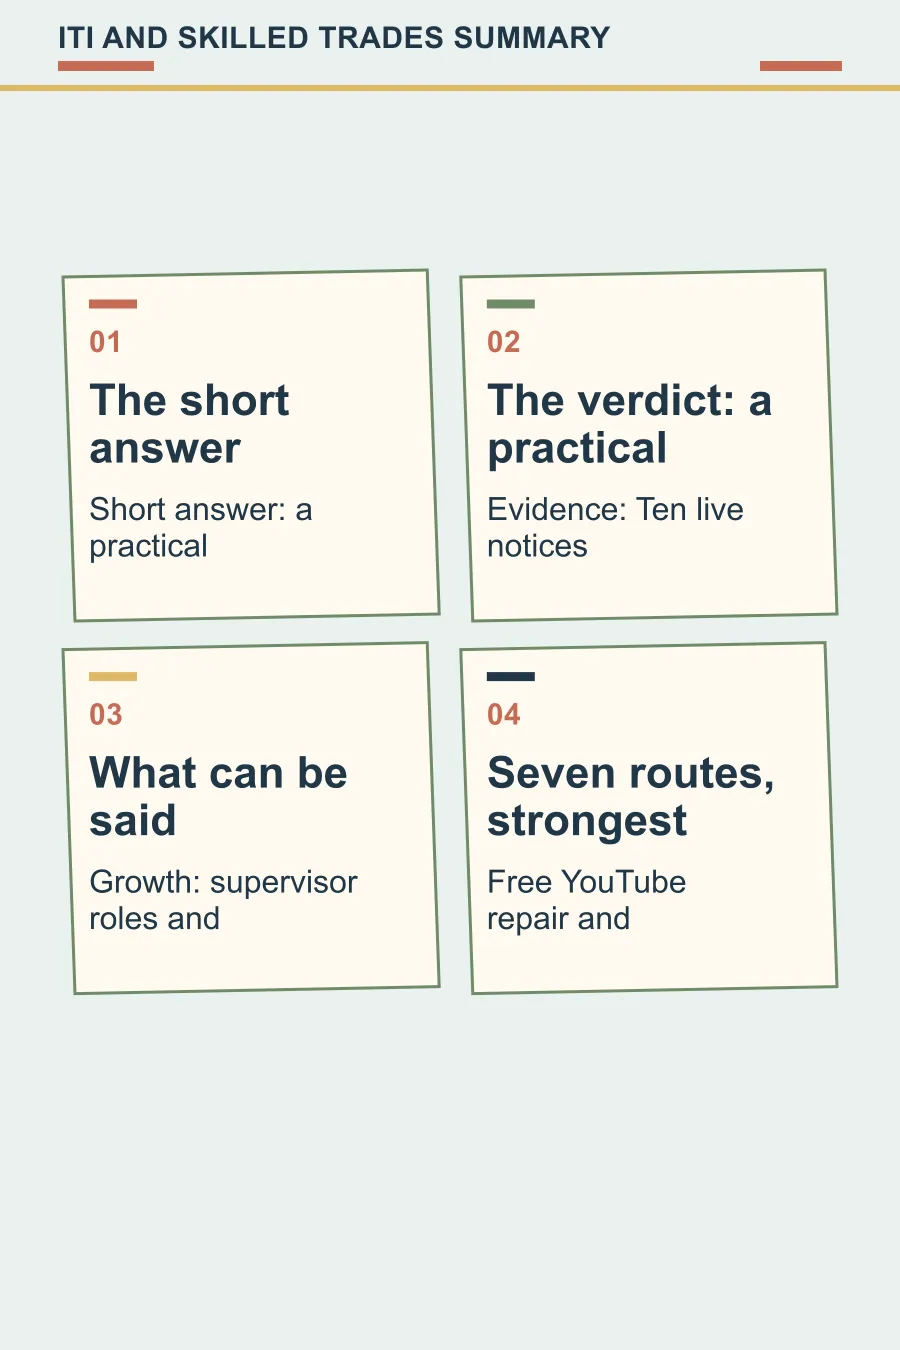 ITI AND SKILLED TRADES SUMMARY
01
The short
answer
Short answer: a
practical
02
The verdict: a
practical
Evidence: Ten live
notices
03
What can be
said
Growth: supervisor
roles and
04
Seven routes,
strongest
Free YouTube
repair and